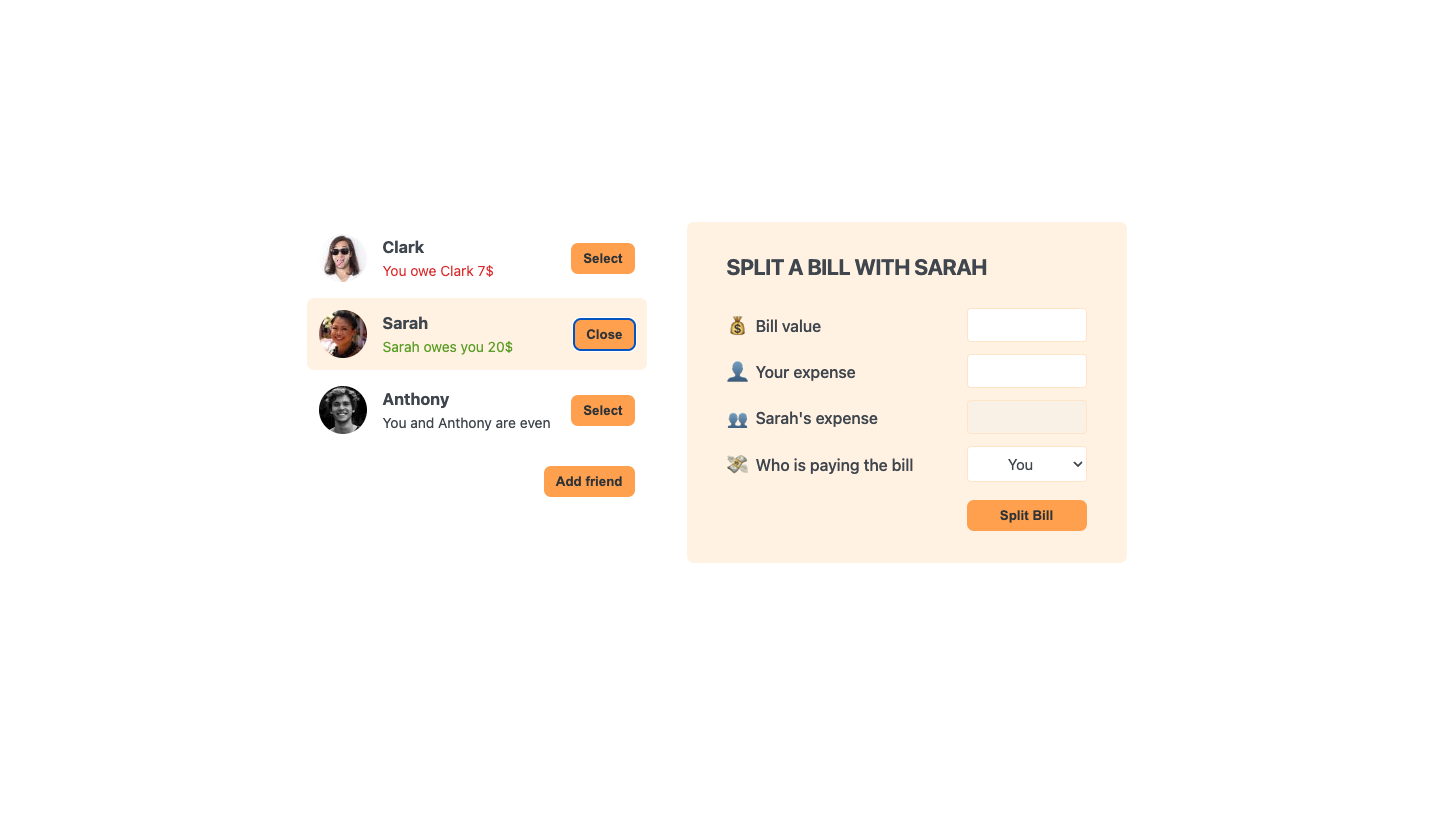 Clark
You owe Clark 7$
Select
Sarah
Sarah owes you 20$
Close
Anthony
You and Anthony are even
Select
Add friend
SPLIT A BILL WITH SARAH
💰 Bill value
👤 Your expense
👥 Sarah's expense
💸 Who is paying the bill
You
Split Bill